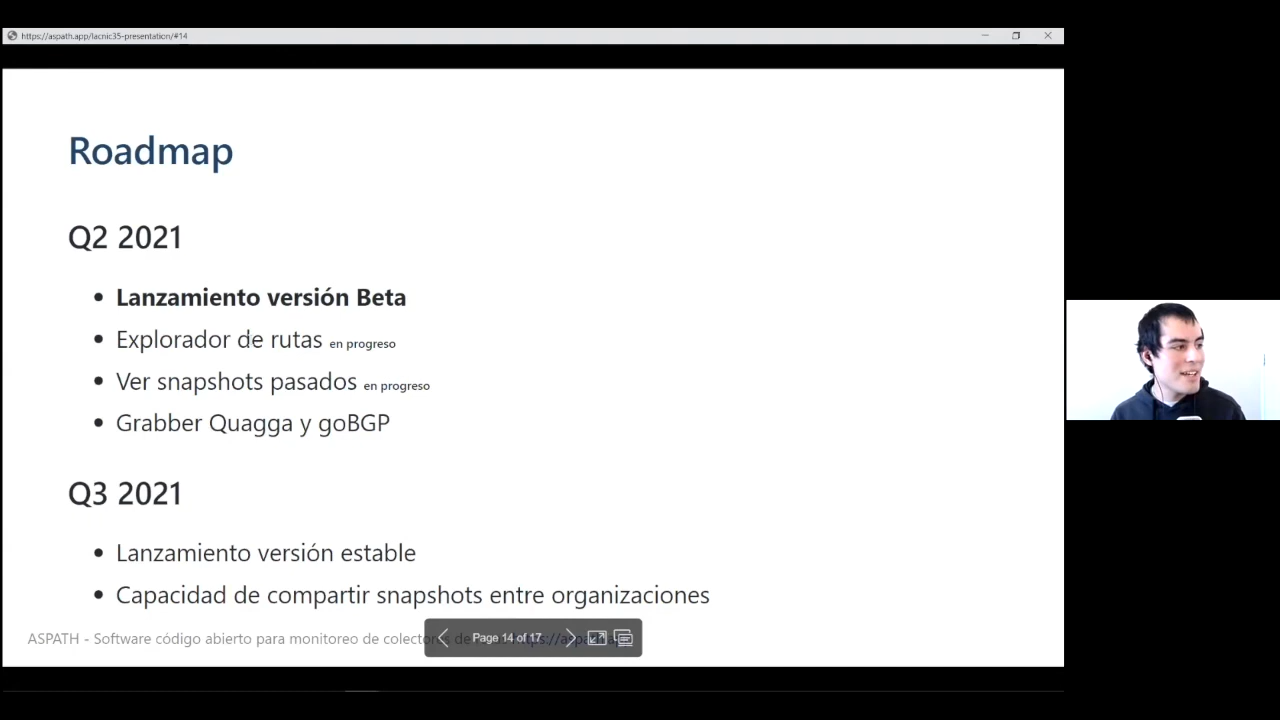 https://aspath.app/lacnic35-presentation/#14
Roadmap
Q2 2021
Lanzamiento versión Beta
Explorador de rutas en progreso
Ver snapshots pasados en progreso
Grabber Quagga y goBGP
Q3 2021
Lanzamiento versión estable
Capacidad de compartir snapshots entre organizaciones
ASPATH - Software código abierto para monitoreo de
Page 14 of 17